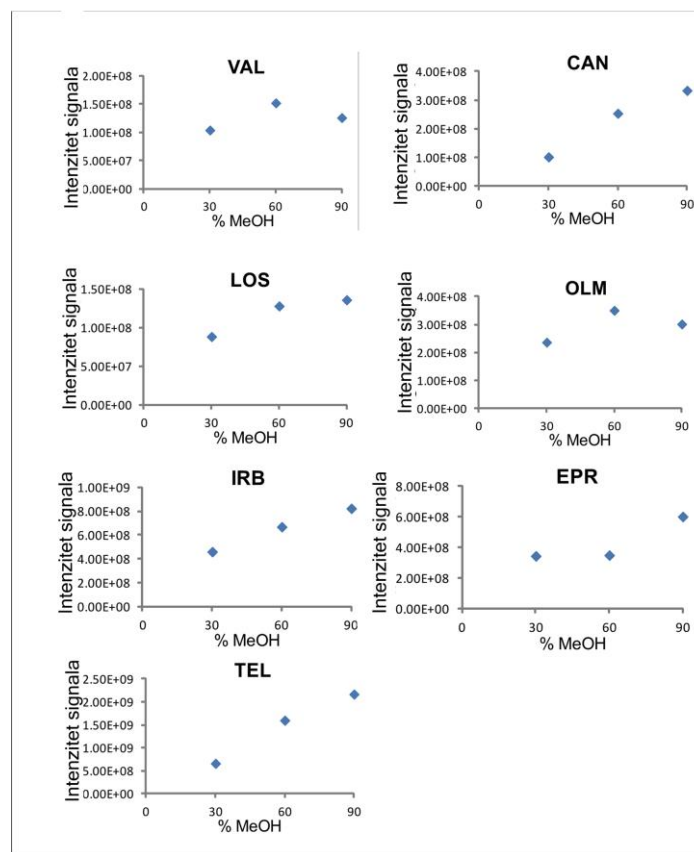 VAL
Intenzitet signala
2.00E+08
1.50E+08
1.00E+08
5.00E+07
0.00E+00
0 30 60 90
% MeOH
CAN
Intenzitet signala
4.00E+08
3.00E+08
2.00E+08
1.00E+08
0.00E+00
0 30 60 90
% MeOH
LOS
Intenzitet signala
1.50E+08
1.00E+08
5.00E+07
0.00E+00
0 30 60 90
% MeOH
OLM
Intenzitet signala
4.00E+08
3.00E+08
2.00E+08
1.00E+08
0.00E+00
0 30 60 90
% MeOH
IRB
Intenzitet signala
1.00E+09
8.00E+08
6.00E+08
4.00E+08
2.00E+08
0.00E+00
0 30 60 90
% MeOH
EPR
Intenzitet signala
8.00E+08
6.00E+08
4.00E+08
2.00E+08
0.00E+00
0 30 60 90
% MeOH
TEL
Intenzitet signala
2.50E+09
2.00E+09
1.50E+09
1.00E+09
5.00E+08
0.00E+00
0 30 60 90
% MeOH